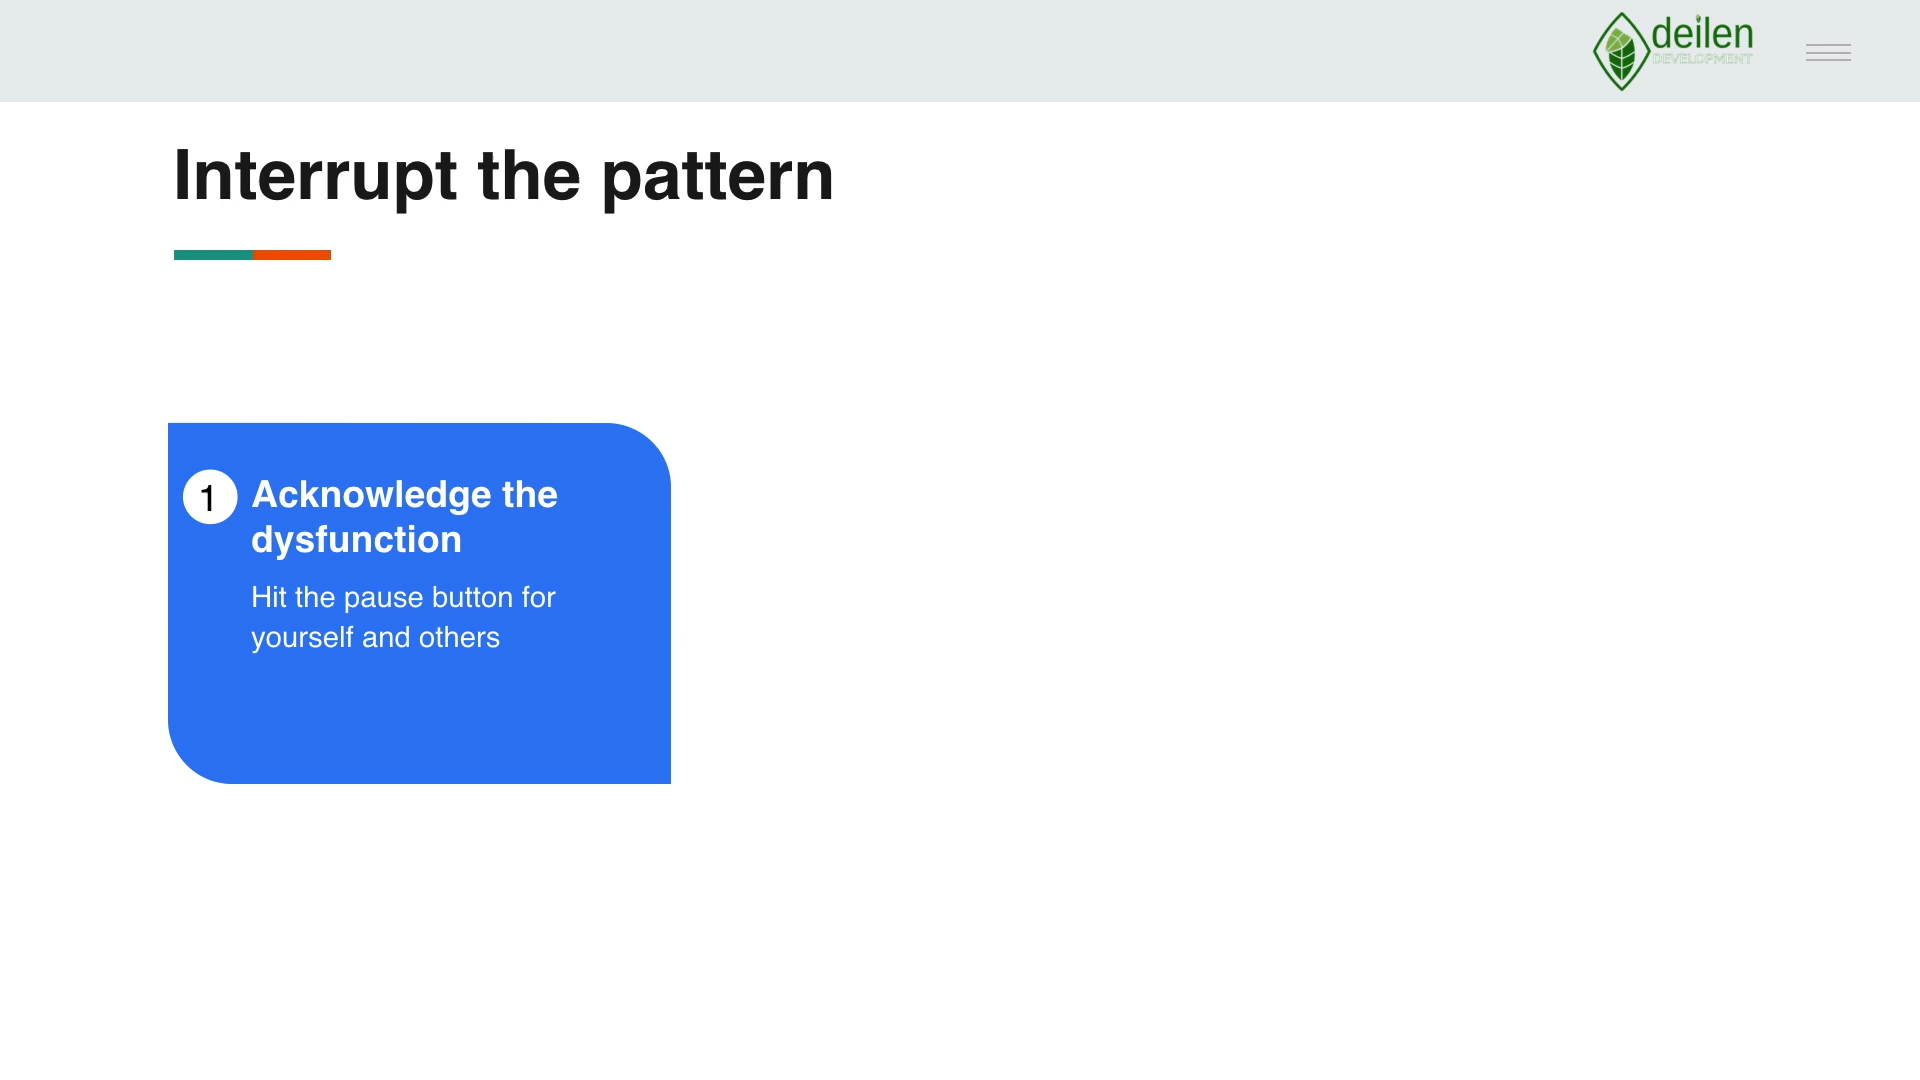 deilen
DEVELOPMENT
Interrupt the pattern
1
Acknowledge the
dysfunction
Hit the pause button for
yourself and others